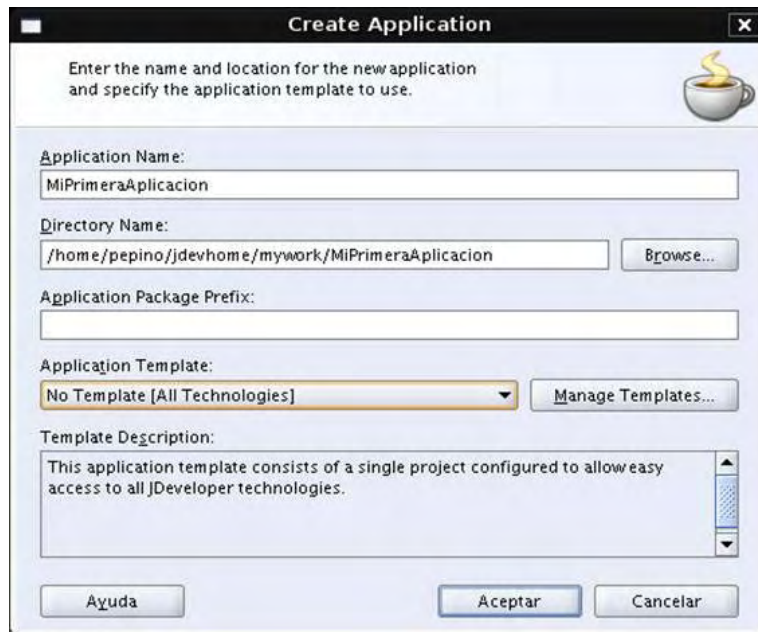 Create Application
Enter the name and location for the new application
and specify the application template to use.
Application Name:
MiPrimeraAplicacion
Directory Name:
/home/pepino/jdevhome/mywork/MiPrimeraAplicacion
Browse...
Application Package Prefix:
Application Template:
No Template [All Technologies]
Manage Templates...
Template Description:
This application template consists of a single project configured to allow easy
access to all JDeveloper technologies.
Ayuda
Aceptar
Cancelar